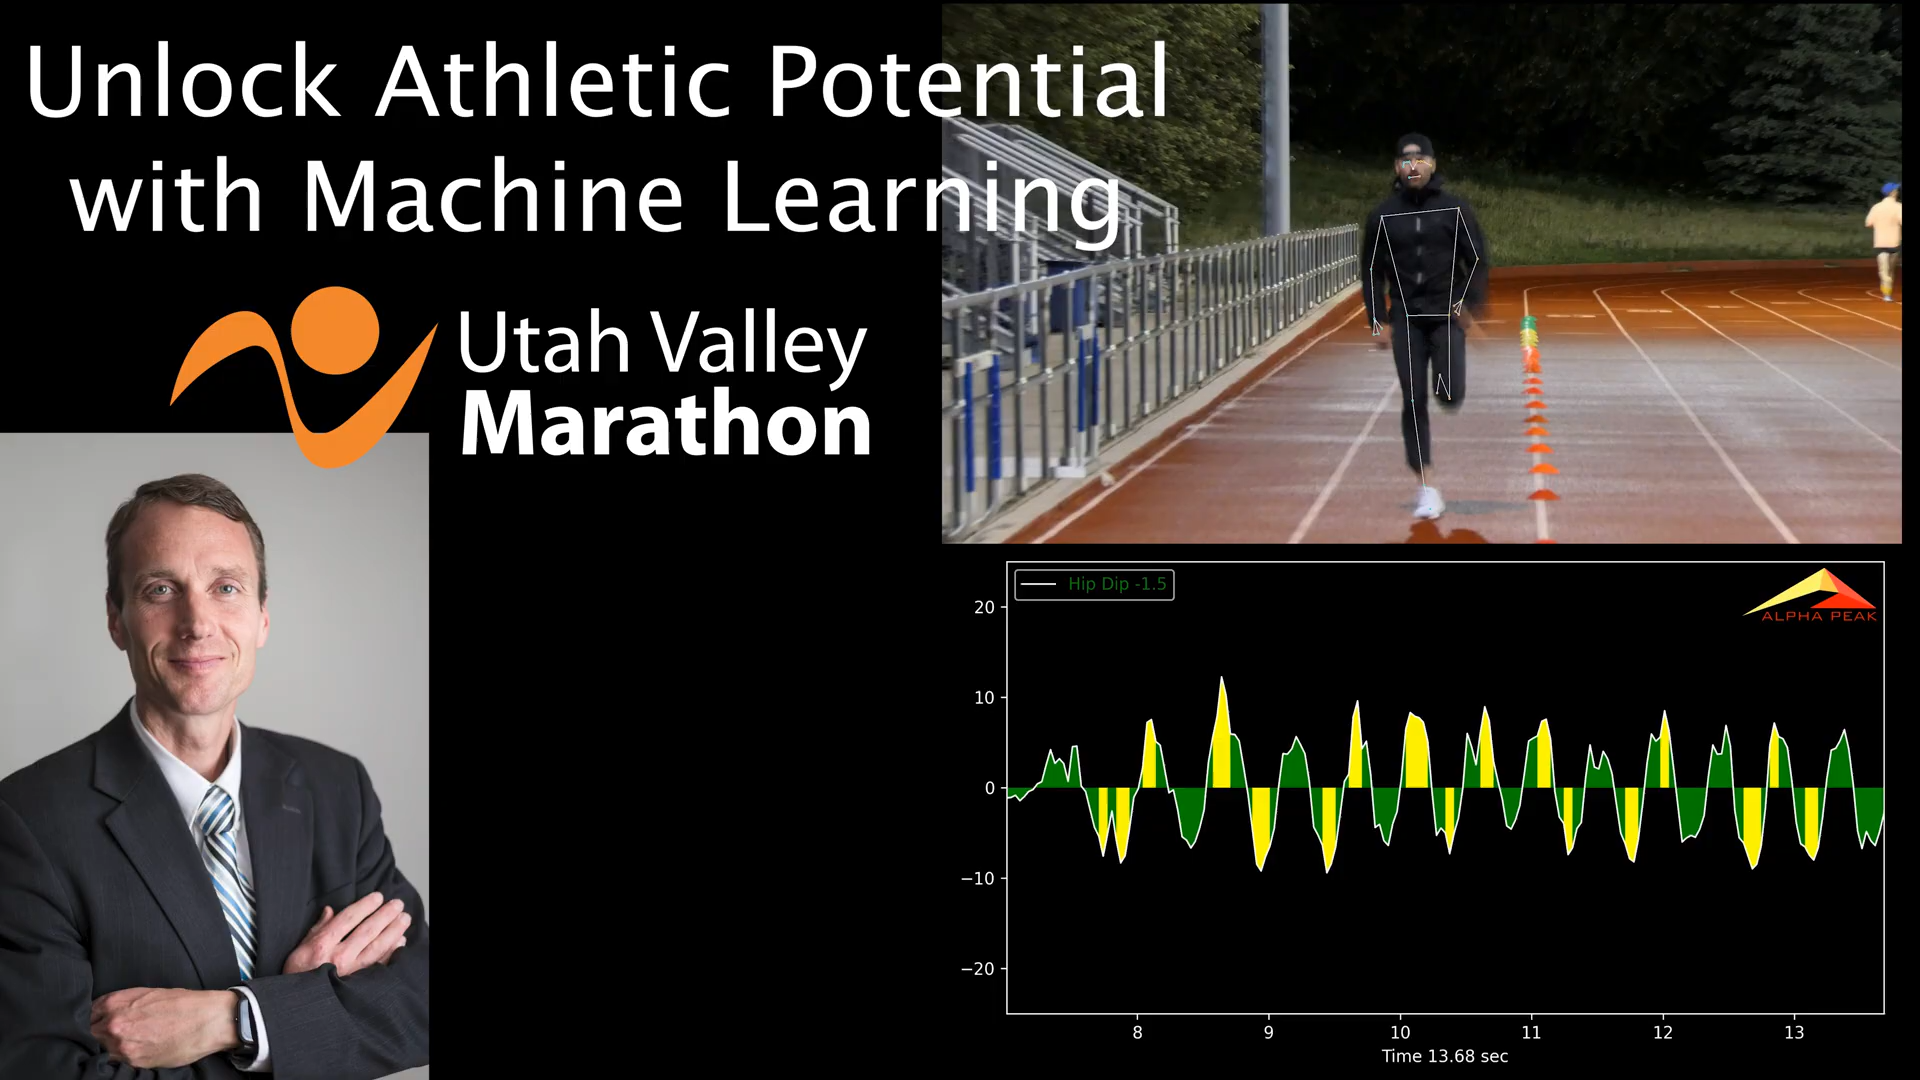 Unlock Athletic Potential
with Machine Learning
Utah Valley
Marathon
Hip Dip -1.5
ALPHA PEAK
20
10
0
−10
−20
8 9 10 11 12 13
Time 13.68 sec